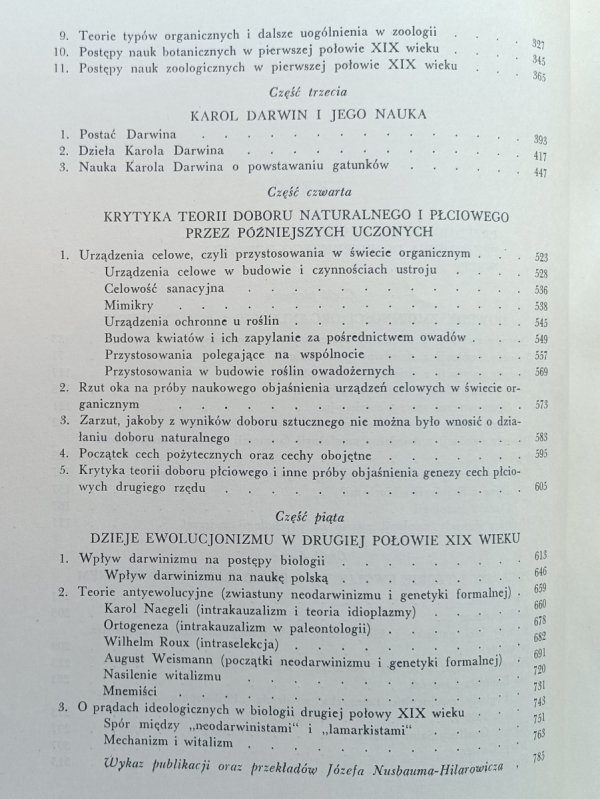 9. Teorie typów organicznych i dalsze uogólnienia w zoologii . . . . 327
10. Postępy nauk botanicznych w pierwszej połowie XIX wieku . . . . 345
11. Postępy nauk zoologicznych w pierwszej połowie XIX wieku . . . 365
Część trzecia
KAROL DARWIN I JEGO NAUKA
1. Postać Darwina . . . . . . . . . . . . . . 393
2. Dzieła Karola Darwina . . . . . . . . . . . . 417
3. Nauka Karola Darwina o powstawaniu gatunków . . . . . 447
Część czwarta
KRYTYKA TEORII DOBORU NATURALNEGO I PŁCIOWEGO
PRZEZ PÓŹNIEJSZYCH UCZONYCH
1. Urządzenia celowe, czyli przystosowania w świecie organicznym . . . 523
Urządzenia celowe w budowie i czynnościach ustroju . . . . 528
Celowość sanacyjna . . . . . . . . . . . . 536
Mimikry . . . . . . . . . . . . . . 538
Urządzenia ochronne u roślin . . . . . . . . . 545
Budowa kwiatów i ich zapylanie za pośrednictwem owadów . . . 549
Przystosowania polegające na wspólnocie . . . . . . . 557
Przystosowania w budowie roślin owadożernych . . . . . 569
2. Rzut oka na próby naukowego objaśnienia urządzeń celowych w świecie or-
ganicznym . . . . . . . . . . . . . . 573
3. Zarzut, jakoby z wyników doboru sztucznego nie można było wnosić o dzia-
łaniu doboru naturalnego . . . . . . . . . . . 583
4. Początek cech pożytecznych oraz cechy obojętne . . . . . 595
5. Krytyka teorii doboru płciowego i inne próby objaśnienia genezy cech płcio-
wych drugiego rzędu . . . . . . . . . . . . 605
Część piąta
DZIEJE EWOLUCJONIZMU W DRUGIEJ POŁOWIE XIX WIEKU
1. Wpływ darwinizmu na postępy biologii . . . . . . . . 613
Wpływ darwinizmu na naukę polską . . . . . . . . 646
2. Teorie antyewolucyjne (zwiastuny neodarwinizmu i genetyki formalnej) . 659
Karol Naegeli (intrakauzalizm i teoria idioplazmy) . . . . . 660
Ortogeneza (intrakauzalizm w paleontologii) . . . . . . 678
Wilhelm Roux (intraselekcja) . . . . . . . . . 682
August Weismann (początki neodarwinizmu i genetyki formalnej) . 691
Nasilenie witalizmu . . . . . . . . . . . . 720
Mnemiści . . . . . . . . . . . . . . 731
3. O prądach ideologicznych w biologii drugiej połowy XIX wieku . . . 743
Spór między „neodarwinistami“ i „lamarkistami“ . . . . . 751
Mechanizm i witalizm . . . . . . . . . . . 763
Wykaz publikacji oraz przekładów Józefa Nusbauma-Hilarowicza . 785